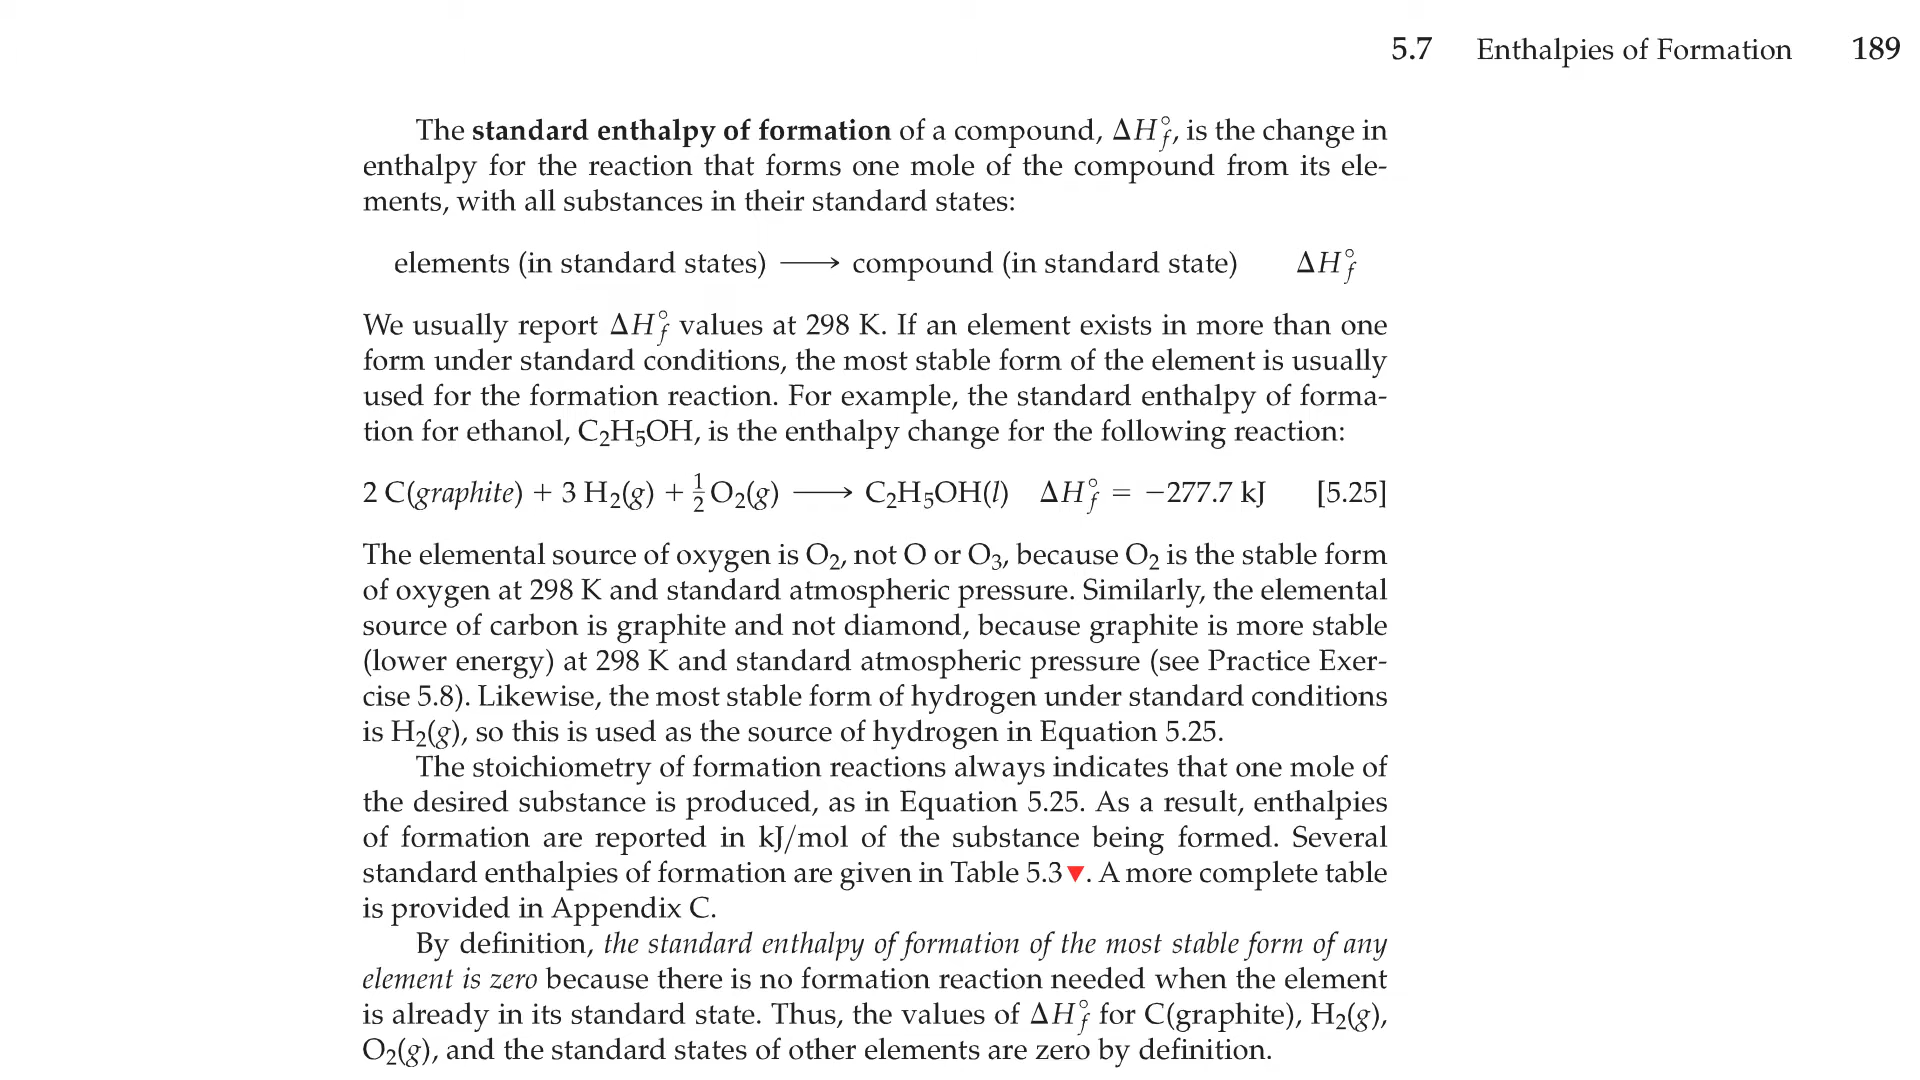 5.7 Enthalpies of Formation 189
The standard enthalpy of formation of a compound, ΔH°f, is the change in
enthalpy for the reaction that forms one mole of the compound from its ele-
ments, with all substances in their standard states:
elements (in standard states) ⟶ compound (in standard state) ΔH°f
We usually report ΔH°f values at 298 K. If an element exists in more than one
form under standard conditions, the most stable form of the element is usually
used for the formation reaction. For example, the standard enthalpy of forma-
tion for ethanol, C₂H₅OH, is the enthalpy change for the following reaction:
2 C(graphite) + 3 H₂(g) + ½ O₂(g) ⟶ C₂H₅OH(l) ΔH°f = −277.7 kJ [5.25]
The elemental source of oxygen is O₂, not O or O₃, because O₂ is the stable form
of oxygen at 298 K and standard atmospheric pressure. Similarly, the elemental
source of carbon is graphite and not diamond, because graphite is more stable
(lower energy) at 298 K and standard atmospheric pressure (see Practice Exer-
cise 5.8). Likewise, the most stable form of hydrogen under standard conditions
is H₂(g), so this is used as the source of hydrogen in Equation 5.25.
The stoichiometry of formation reactions always indicates that one mole of
the desired substance is produced, as in Equation 5.25. As a result, enthalpies
of formation are reported in kJ/mol of the substance being formed. Several
standard enthalpies of formation are given in Table 5.3▼. A more complete table
is provided in Appendix C.
By definition, the standard enthalpy of formation of the most stable form of any
element is zero because there is no formation reaction needed when the element
is already in its standard state. Thus, the values of ΔH°f for C(graphite), H₂(g),
O₂(g), and the standard states of other elements are zero by definition.